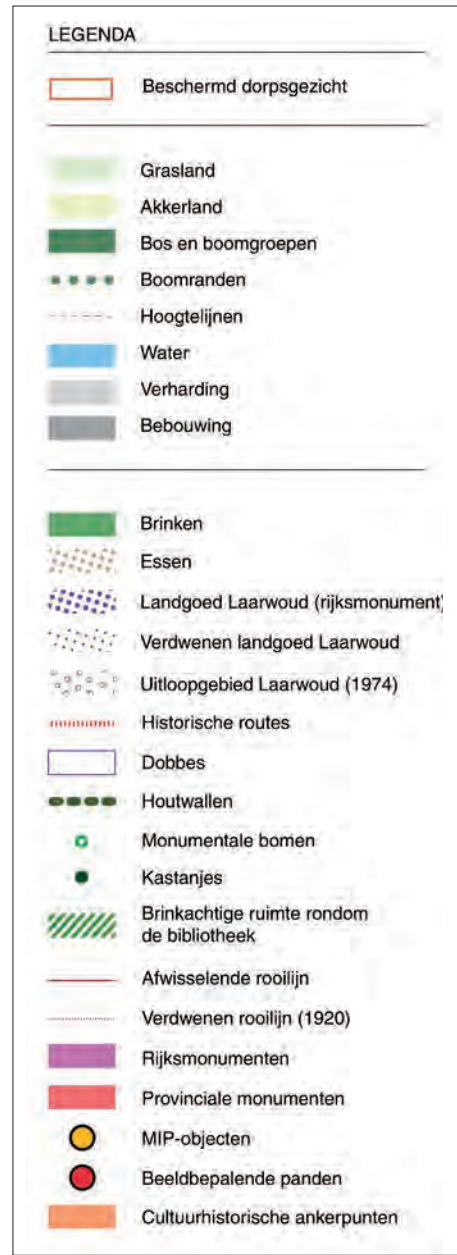 LEGENDA
Beschermd dorpsgezicht
Grasland
Akkerland
Bos en boomgroepen
Boomranden
Hoogtelijnen
Water
Verharding
Bebouwing
Brinken
Essen
Landgoed Laarwoud (rijksmonument)
Verdwenen landgoed Laarwoud
Uitloopgebied Laarwoud (1974)
Historische routes
Dobbes
Houtwallen
Monumentale bomen
Kastanjes
Brinkachtige ruimte rondom
de bibliotheek
Afwisselende rooilijn
Verdwenen rooilijn (1920)
Rijksmonumenten
Provinciale monumenten
MIP-objecten
Beeldbepalende panden
Cultuurhistorische ankerpunten